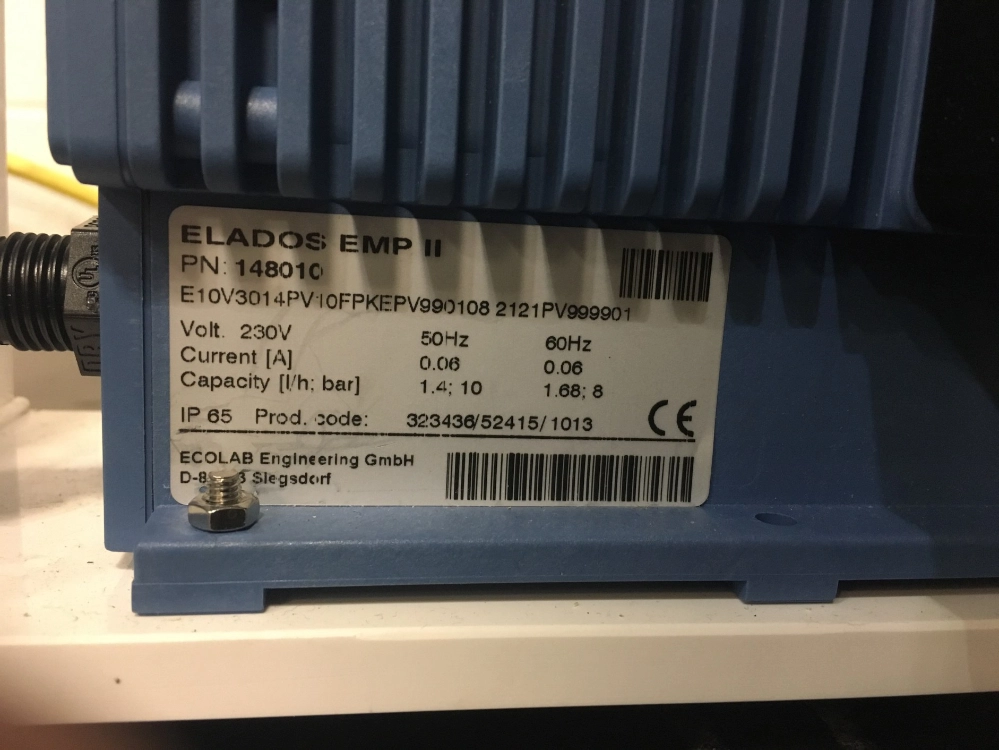 ELADOS EMP II
PN: 148010
E10V3014PV10FPKEPV990108 2121PV999901
Volt. 230V 50Hz 60Hz
Current [A] 0.06 0.06
Capacity [l/h; bar] 1.4; 10 1.68; 8
IP 65 Prod. code: 323436/52415/1013 CE
ECOLAB Engineering GmbH
Siegsdorf